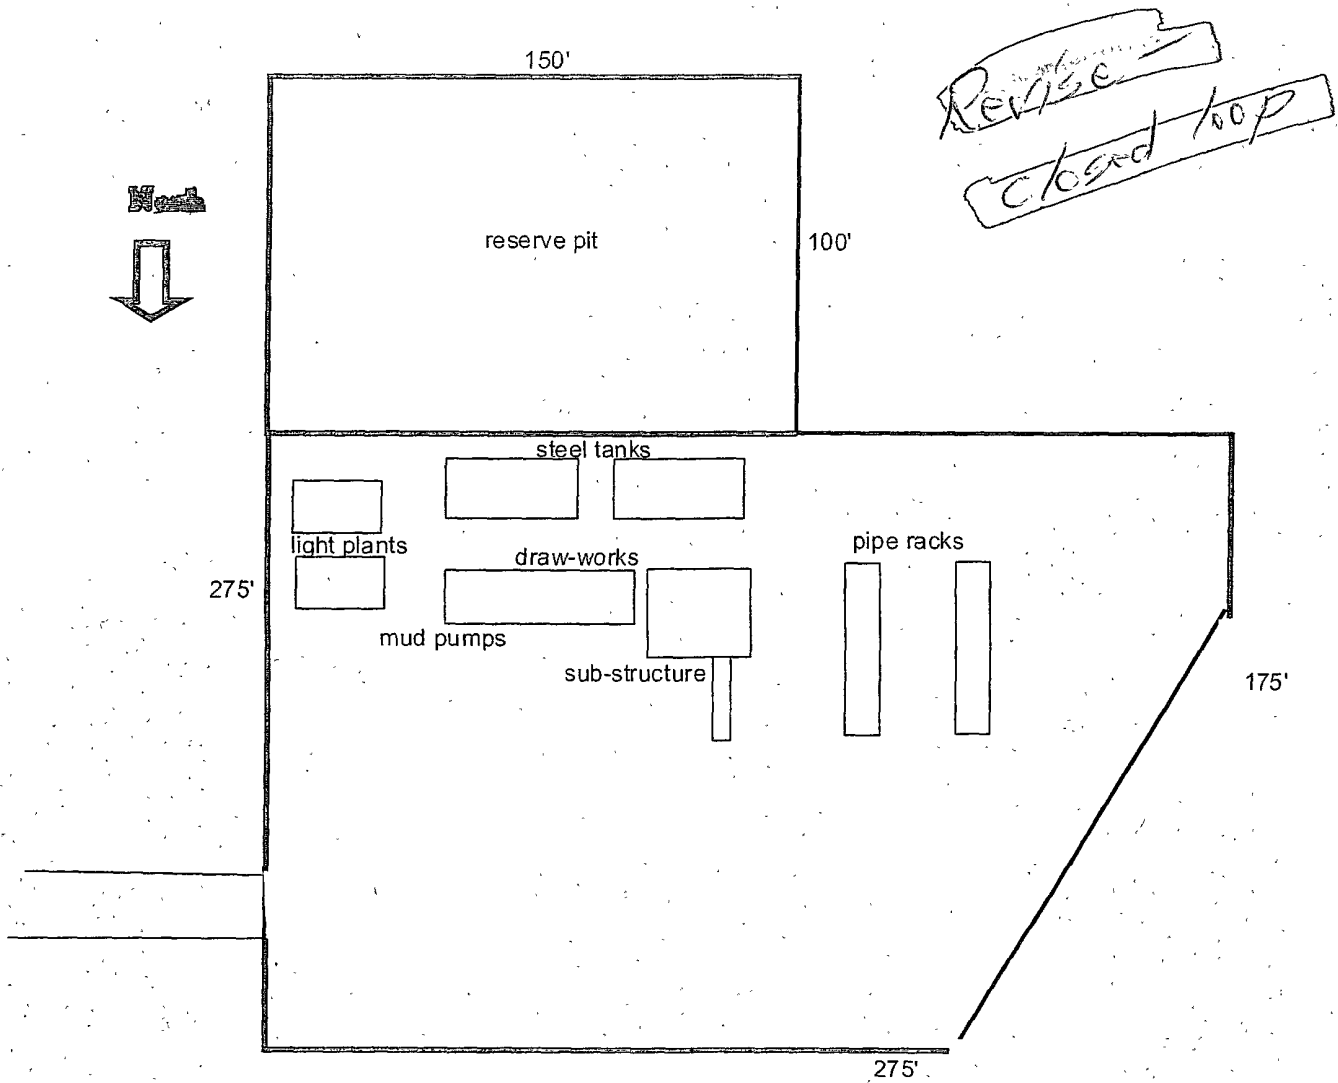 150'
Revise
closed loop
North
reserve pit
100'
steel tanks
light plants
draw-works
pipe racks
275'
mud pumps
sub-structure
175'
275'